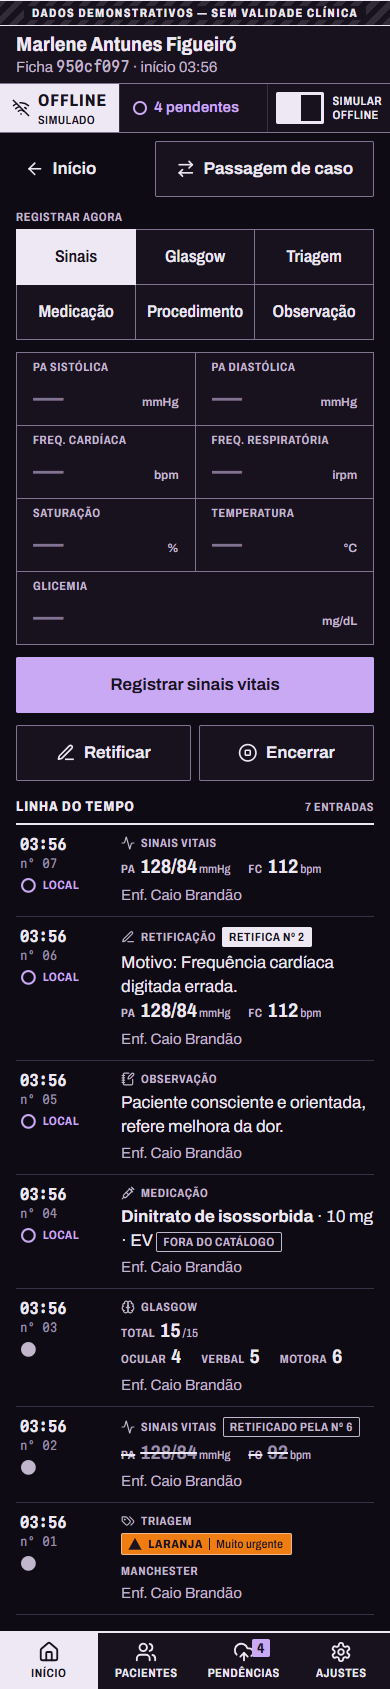 DADOS DEMONSTRATIVOS — SEM VALIDADE CLÍNICA
Marlene Antunes Figueiró
Ficha 950cf097 · início 03:56
OFFLINE
SIMULADO
4 pendentes
SIMULAR
OFFLINE
Início
Passagem de caso
REGISTRAR AGORA
Sinais
Glasgow
Triagem
Medicação
Procedimento
Observação
PA SISTÓLICA
PA DIASTÓLICA
— mmHg
— mmHg
FREQ. CARDÍACA
FREQ. RESPIRATÓRIA
— bpm
— irpm
SATURAÇÃO
TEMPERATURA
— %
— °C
GLICEMIA
— mg/dL
Registrar sinais vitais
Retificar
Encerrar
LINHA DO TEMPO
7 ENTRADAS
03:56
n° 07
LOCAL
SINAIS VITAIS
PA 128/84 mmHg FC 112 bpm
Enf. Caio Brandão
03:56
n° 06
LOCAL
RETIFICAÇÃO RETIFICA Nº 2
Motivo: Frequência cardíaca
digitada errada.
PA 128/84 mmHg FC 112 bpm
Enf. Caio Brandão
03:56
n° 05
LOCAL
OBSERVAÇÃO
Paciente consciente e orientada,
refere melhora da dor.
Enf. Caio Brandão
03:56
n° 04
LOCAL
MEDICAÇÃO
Dinitrato de isossorbida · 10 mg
· EV FORA DO CATÁLOGO
Enf. Caio Brandão
03:56
n° 03
GLASGOW
TOTAL 15 /15
OCULAR 4 VERBAL 5 MOTORA 6
Enf. Caio Brandão
03:56
n° 02
SINAIS VITAIS RETIFICADO PELA Nº 6
PA 128/84 mmHg FC 92 bpm
Enf. Caio Brandão
03:56
n° 01
TRIAGEM
LARANJA | Muito urgente
MANCHESTER
Enf. Caio Brandão
4
INÍCIO
PACIENTES
PENDÊNCIAS
AJUSTES